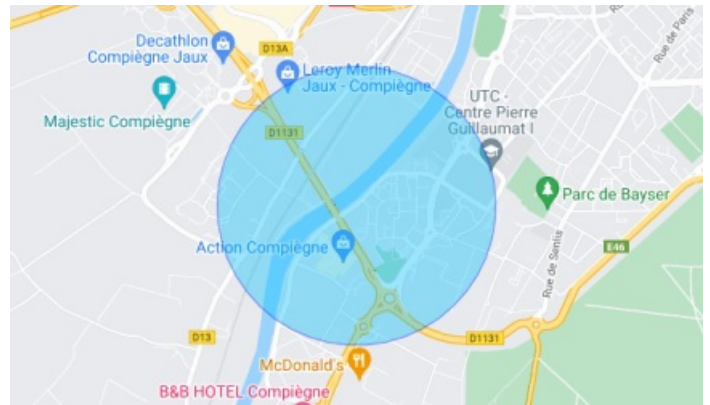 Decathlon
Compiègne Jaux
D13A
Leroy Merlin
Jaux - Compiègne
Majestic Compiègne
D1131
UTC -
Centre Pierre
Guillaumat I
Rue de Paris
Parc de Bayser
Action Compiègne
E46
Rue de Senlis
D13
D1131
McDonald's
B&B HOTEL Compiègne